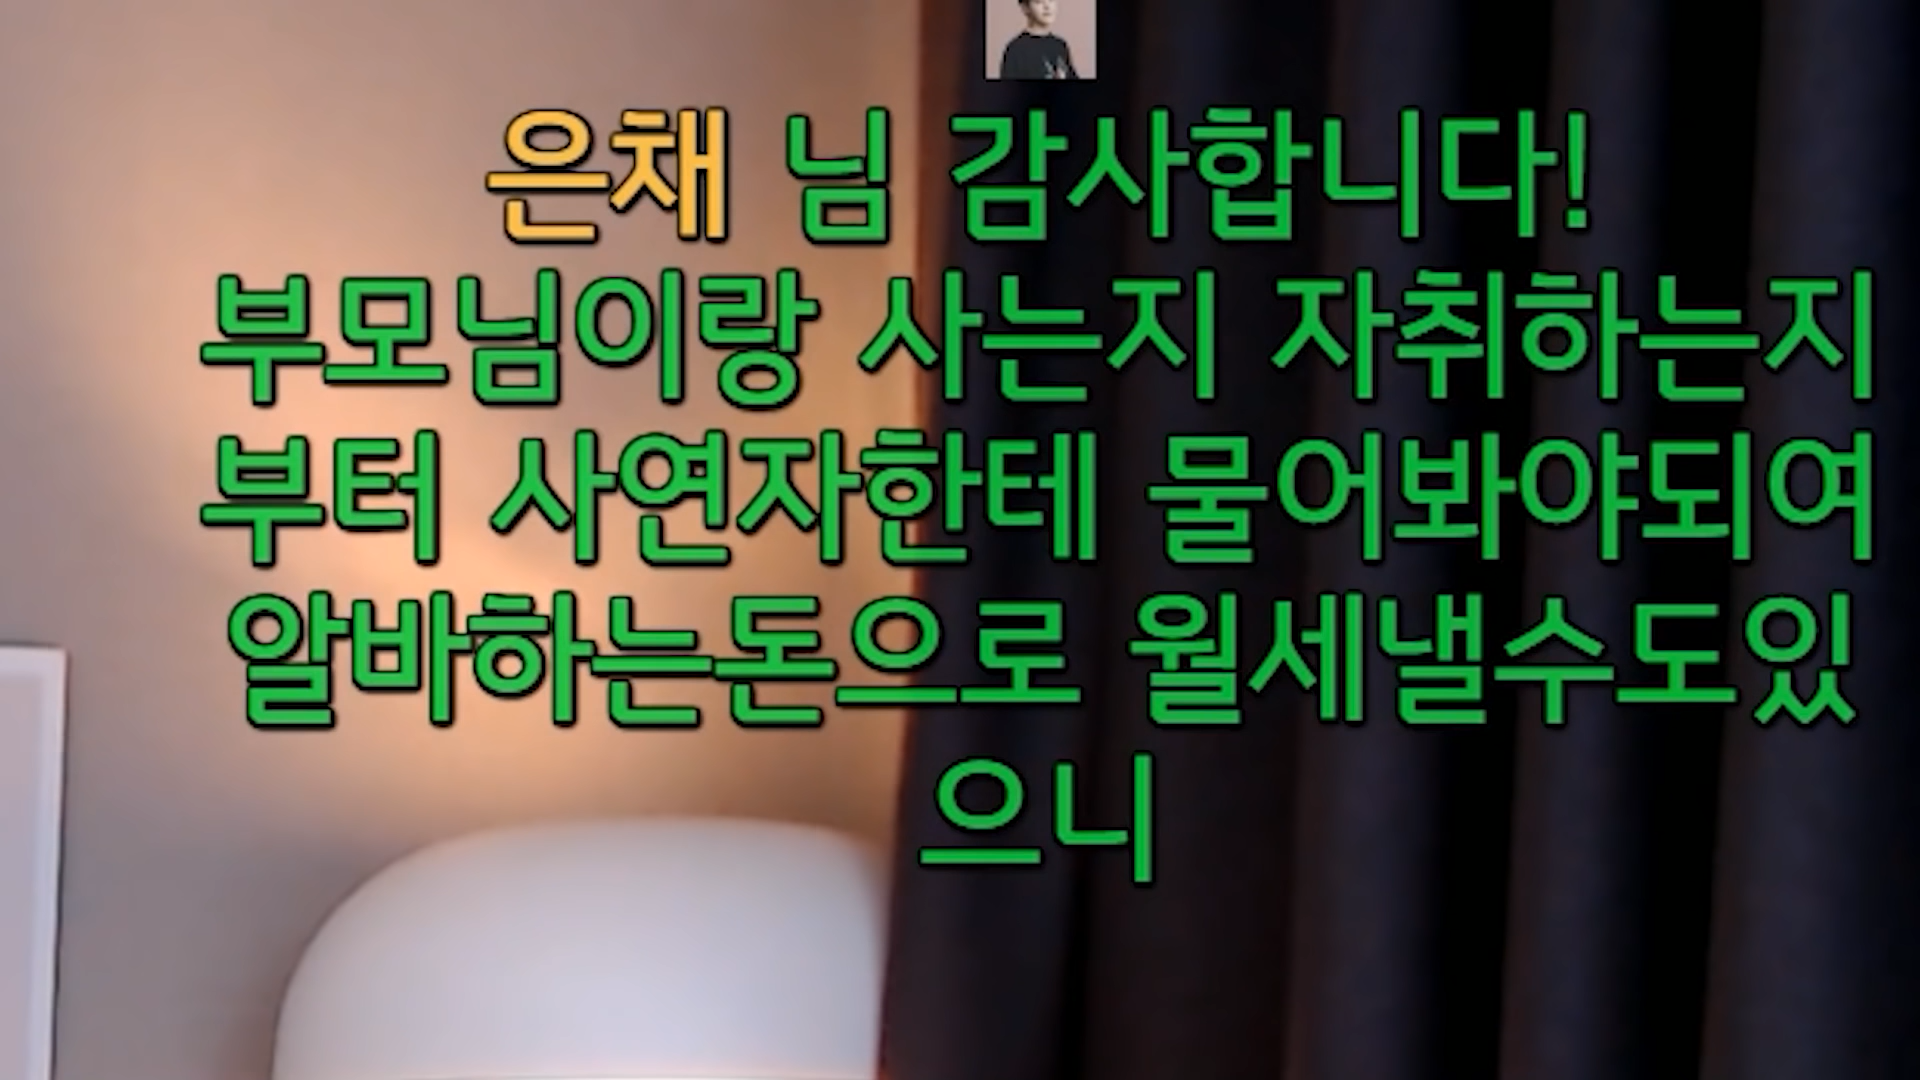 은채 님 감사합니다!
부모님이랑 사는지 자취하는지
부터 사연자한테 물어봐야되여
알바하는돈으로 월세낼수도있
으니